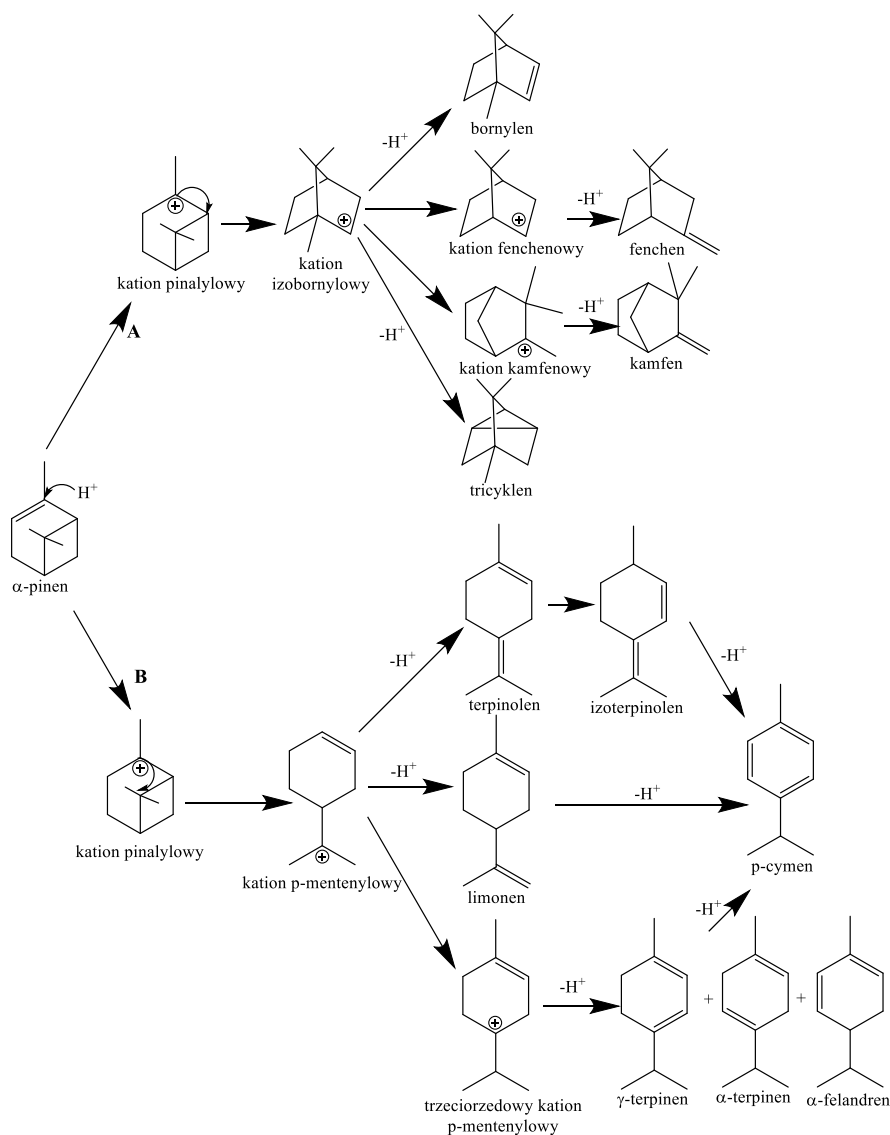 bornylen
-H+
-H+
kation pinalylowy
kation
izobornylowy
kation fenchenowy
fenchen
A
-H+
-H+
kation kamfenowy
kamfen
H+
tricyklen
α-pinen
B
-H+
terpinolen
izoterpinolen
-H+
-H+
-H+
kation pinalylowy
kation p-mentenylowy
limonen
p-cymen
-H+
-H+
+
+
trzeciorzedowy kation
p-mentenylowy
γ-terpinen
α-terpinen
α-felandren